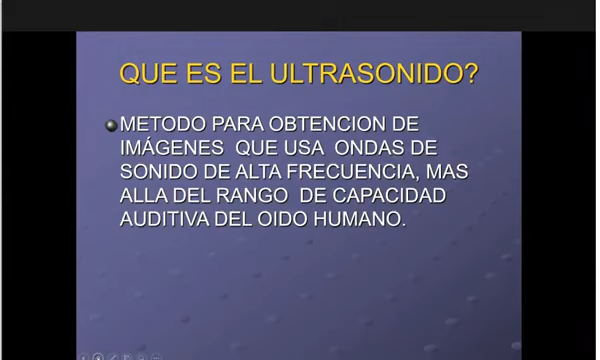 QUE ES EL ULTRASONIDO?
METODO PARA OBTENCION DE
IMÁGENES QUE USA ONDAS DE
SONIDO DE ALTA FRECUENCIA, MAS
ALLA DEL RANGO DE CAPACIDAD
AUDITIVA DEL OIDO HUMANO.